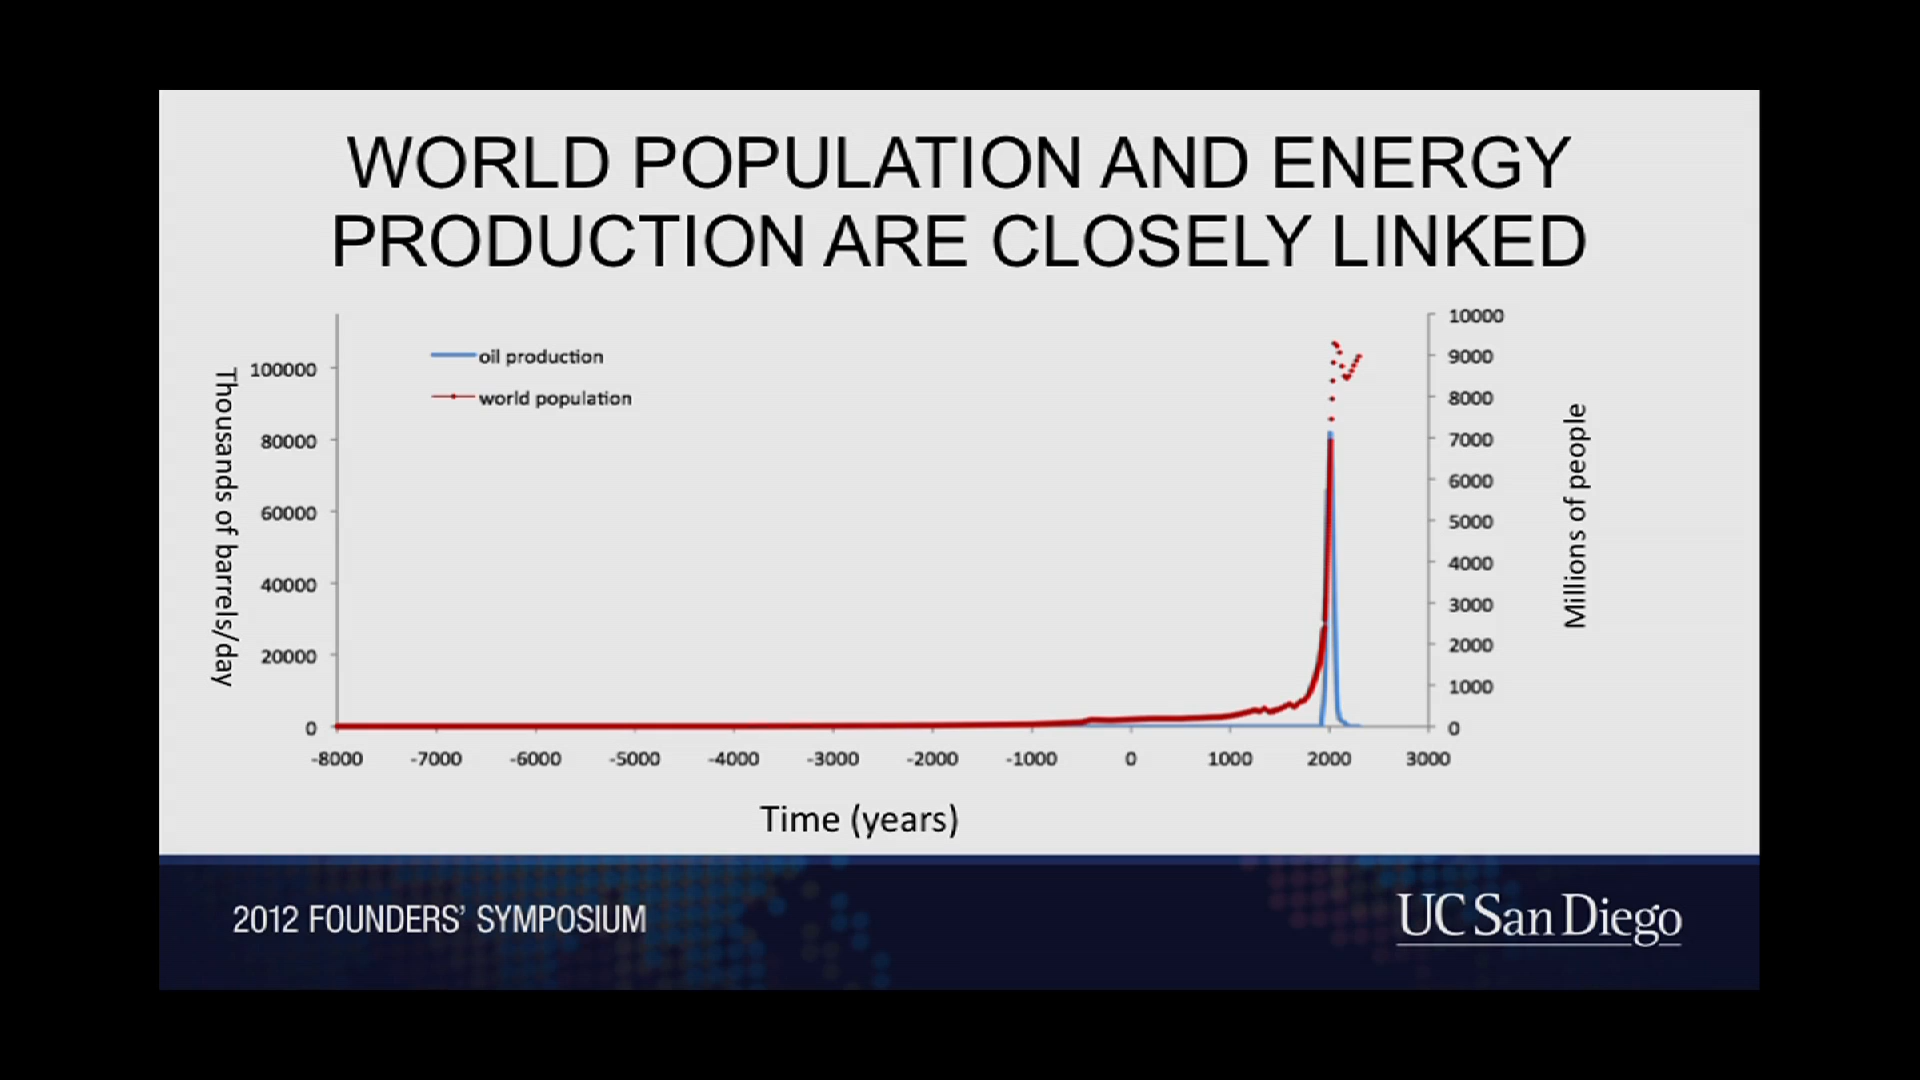 WORLD POPULATION AND ENERGY
PRODUCTION ARE CLOSELY LINKED
oil production
world population
Thousands of barrels/day
100000
80000
60000
40000
20000
0
10000
9000
8000
7000
6000
5000
4000
3000
2000
1000
0
Millions of people
-8000 -7000 -6000 -5000 -4000 -3000 -2000 -1000 0 1000 2000 3000
Time (years)
2012 FOUNDERS' SYMPOSIUM
UC San Diego